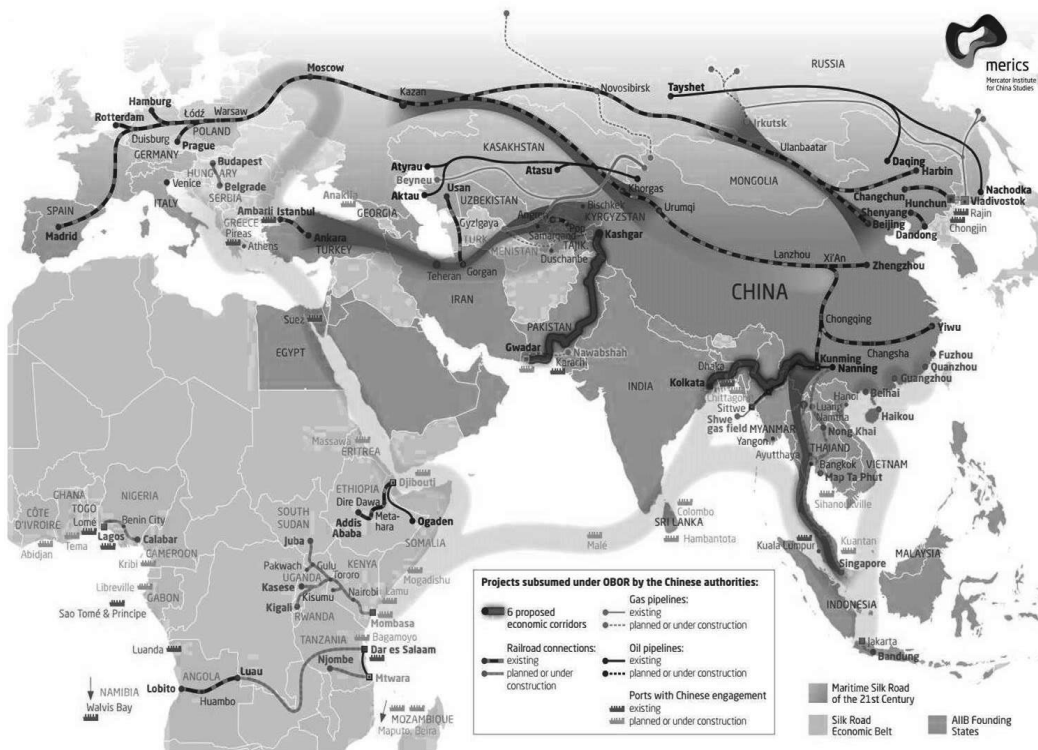 merics
Mercator Institute
for China Studies
RUSSIA
Moscow
Kazan
Novosibirsk
Tayshet
Irkutsk
Hamburg
Rotterdam
Łódź
Warsaw
Duisburg
POLAND
GERMANY
Prague
Budapest
HUNGARY
Belgrade
SERBIA
Venice
ITALY
SPAIN
Madrid
KASAKHSTAN
Atyrau
Beyneu
Aktau
Atasu
Usan
UZBEKISTAN
Khorgas
Bischkek
KYRGYZSTAN
Urumqi
Ulanbaatar
MONGOLIA
Daqing
Harbin
Changchun
Hunchun
Shenyang
Beijing
Dandong
Nachodka
Vladivostok
Rajin
Chongjin
Anaklia
GEORGIA
Ambarli
Istanbul
GREECE
Pireas
Athens
Ankara
TURKEY
Gyzlgaya
TURK
MENISTAN
Samarqand
TAJIK.
Duschanbe
Kashgar
Teheran
Gorgan
IRAN
Lanzhou
Xi'An
Zhengzhou
CHINA
Chongqing
Yiwu
Changsha
Kunming
Nanning
Fuzhou
Quanzhou
Guangzhou
Beihai
Haikou
Hanoi
Suez
EGYPT
PAKISTAN
Gwadar
Nawabshah
Karachi
INDIA
Dhaka
Kolkata
Chittagong
Sittwe
Shwe
gas field
MYANMAR
Yangon
Luang
Namtha
Nong Khai
THAILAND
Ayutthaya
Bangkok
VIETNAM
Map Ta Phut
Sihanoukville
Massawa
ERITREA
Djibouti
ETHIOPIA
Dire Dawa
Addis
Ababa
Meta-
hara
Ogaden
SOMALIA
SOUTH
SUDAN
Juba
GHANA
TOGO
NIGERIA
CÔTE
D'IVROIRE
Lomé
Benin City
Lagos
Calabar
Abidjan
Tema
CAMEROON
Kribi
Libreville
GABON
Sao Tomé & Príncipe
Pakwach
Gulu
UGANDA
Tororo
Kasese
Kisumu
Kigali
RWANDA
KENYA
Nairobi
Lamu
Mogadishu
Mombasa
TANZANIA
Bagamoyo
Dar es Salaam
Njombe
Mtwara
Luanda
ANGOLA
Luau
Lobito
Huambo
NAMIBIA
Walvis Bay
MOZAMBIQUE
Maputo, Beira
Malé
Colombo
SRI LANKA
Hambantota
Kuala Lumpur
Kuantan
MALAYSIA
Singapore
INDONESIA
Jakarta
Bandung
Projects subsumed under OBOR by the Chinese authorities:
6 proposed
economic corridors
Railroad connections:
existing
planned or under
construction
Gas pipelines:
existing
planned or under construction
Oil pipelines:
existing
planned or under construction
Ports with Chinese engagement
existing
planned or under construction
Maritime Silk Road
of the 21st Century
Silk Road
Economic Belt
AIIB Founding
States